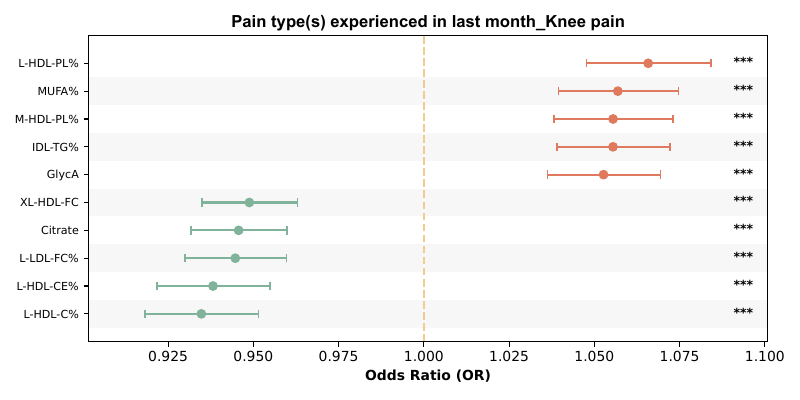 Pain type(s) experienced in last month_Knee pain
L-HDL-PL% ***
MUFA% ***
M-HDL-PL% ***
IDL-TG% ***
GlycA ***
XL-HDL-FC ***
Citrate ***
L-LDL-FC% ***
L-HDL-CE% ***
L-HDL-C% ***
0.925 0.950 0.975 1.000 1.025 1.050 1.075 1.100
Odds Ratio (OR)